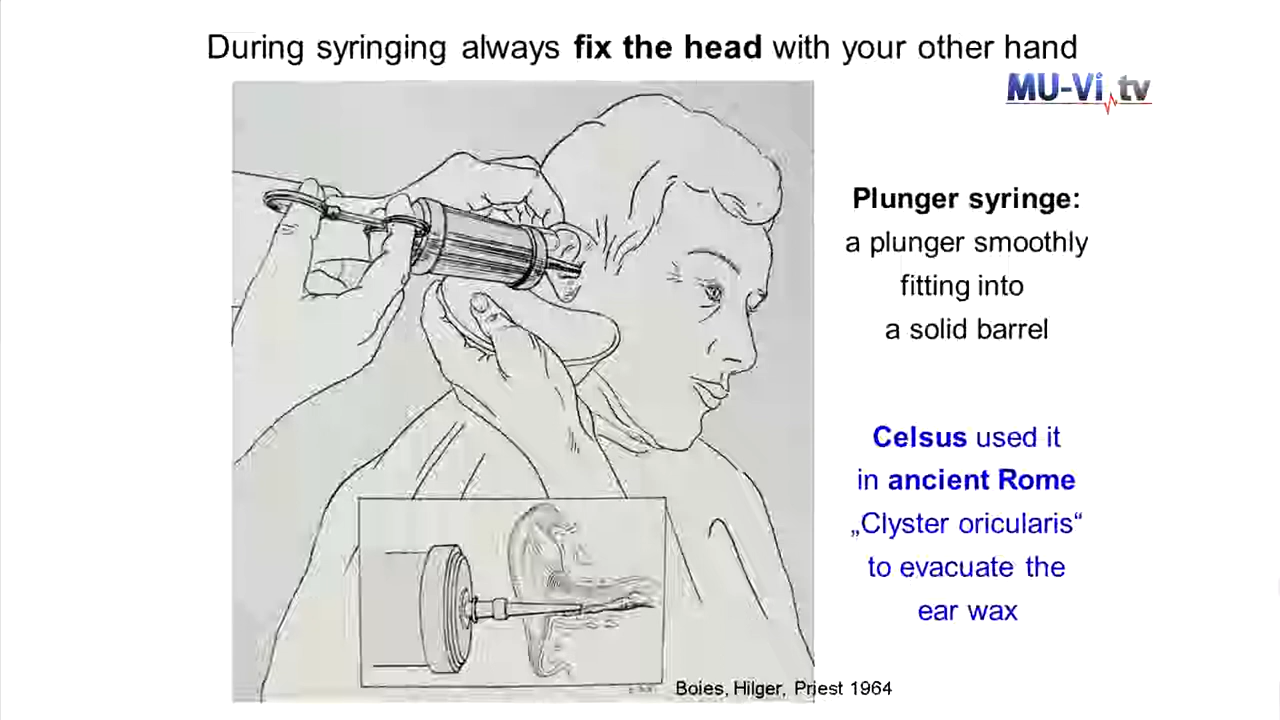 During syringing always fix the head with your other hand
MU-Vi.tv
Plunger syringe:
a plunger smoothly
fitting into
a solid barrel
Celsus used it
in ancient Rome
„Clyster oricularis“
to evacuate the
ear wax
Boies, Hilger, Priest 1964